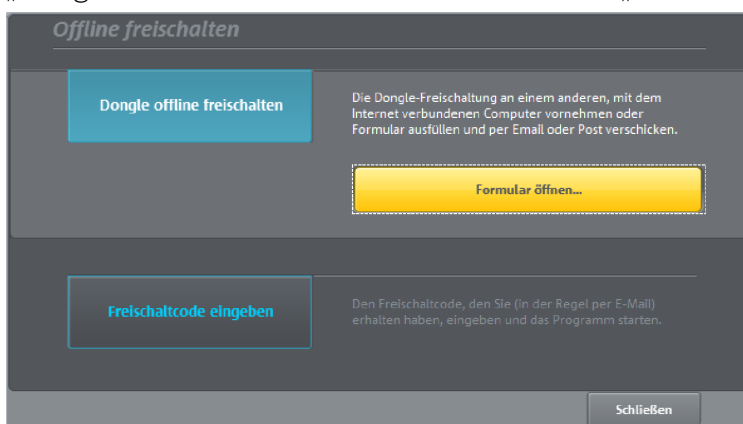 Offline freischalten
Dongle offline freischalten
Die Dongle-Freischaltung an einem anderen, mit dem
Internet verbundenen Computer vornehmen oder
Formular ausfüllen und per Email oder Post verschicken.
Formular öffnen...
Freischaltcode eingeben
Den Freischaltcode, den Sie (in der Regel per E-Mail)
erhalten haben, eingeben und das Programm starten.
Schließen